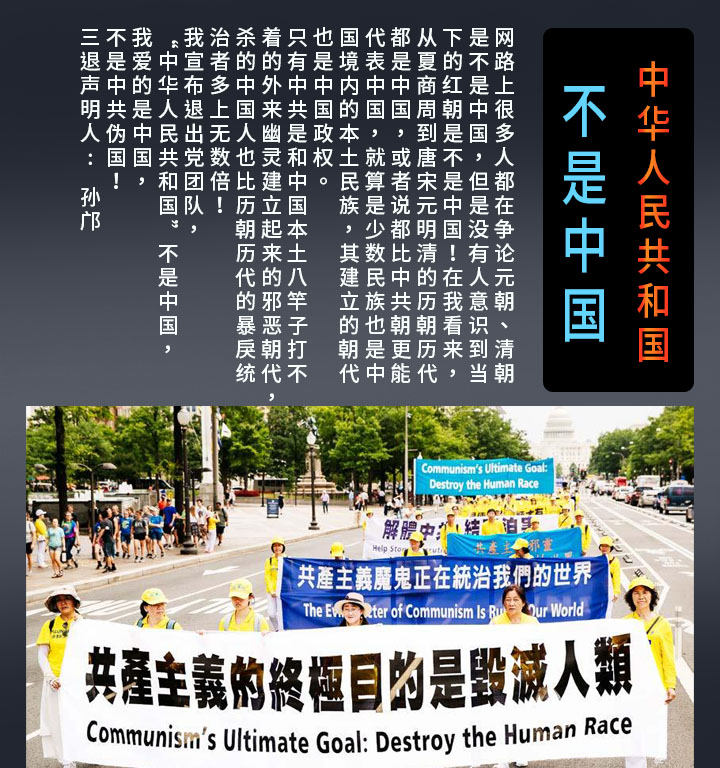 中华人民共和国
不是中国
网路上很多人都在争论元朝、清朝
是不是中国，但是没有人意识到当
下的红朝是不是中国！在我看来，
从夏商周到唐宋元明清的历朝历代
都是中国，或者说都比中共朝更能
代表中国，就算是少数民族也是中
国境内的本土民族，其建立的朝代
也是中国政权。
只有中共是和中国本土八竿子打不
着的外来幽灵建立起来的邪恶朝代，
杀的中国人也比历朝历代的暴戾统
治者多上无数倍！
我宣布退出党团队，
“中华人民共和国”不是中国，
我爱的是中国，
不是中共伪国！
三退声明人：孙邝
Communism's Ultimate Goal:
Destroy the Human Race
解體中共
Help Stop
共產主義魔鬼正在統治我們的世界
The Ev ter of Communism Is Our World
共產主義的終極目的是毀滅人類
Communism's Ultimate Goal: Destroy the Human Race